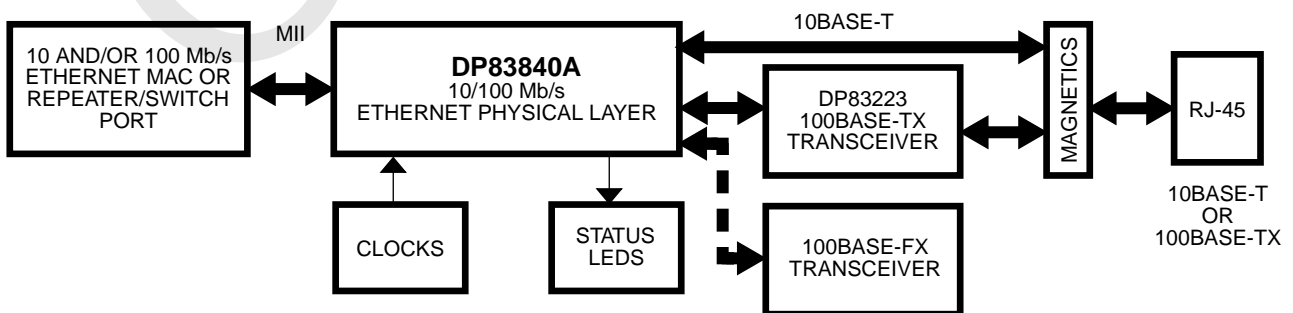 10 AND/OR 100 Mb/s
ETHERNET MAC OR
REPEATER/SWITCH
PORT
MII
DP83840A
10/100 Mb/s
ETHERNET PHYSICAL LAYER
10BASE-T
DP83223
100BASE-TX
TRANSCEIVER
MAGNETICS
RJ-45
10BASE-T
OR
100BASE-TX
CLOCKS
STATUS
LEDS
100BASE-FX
TRANSCEIVER